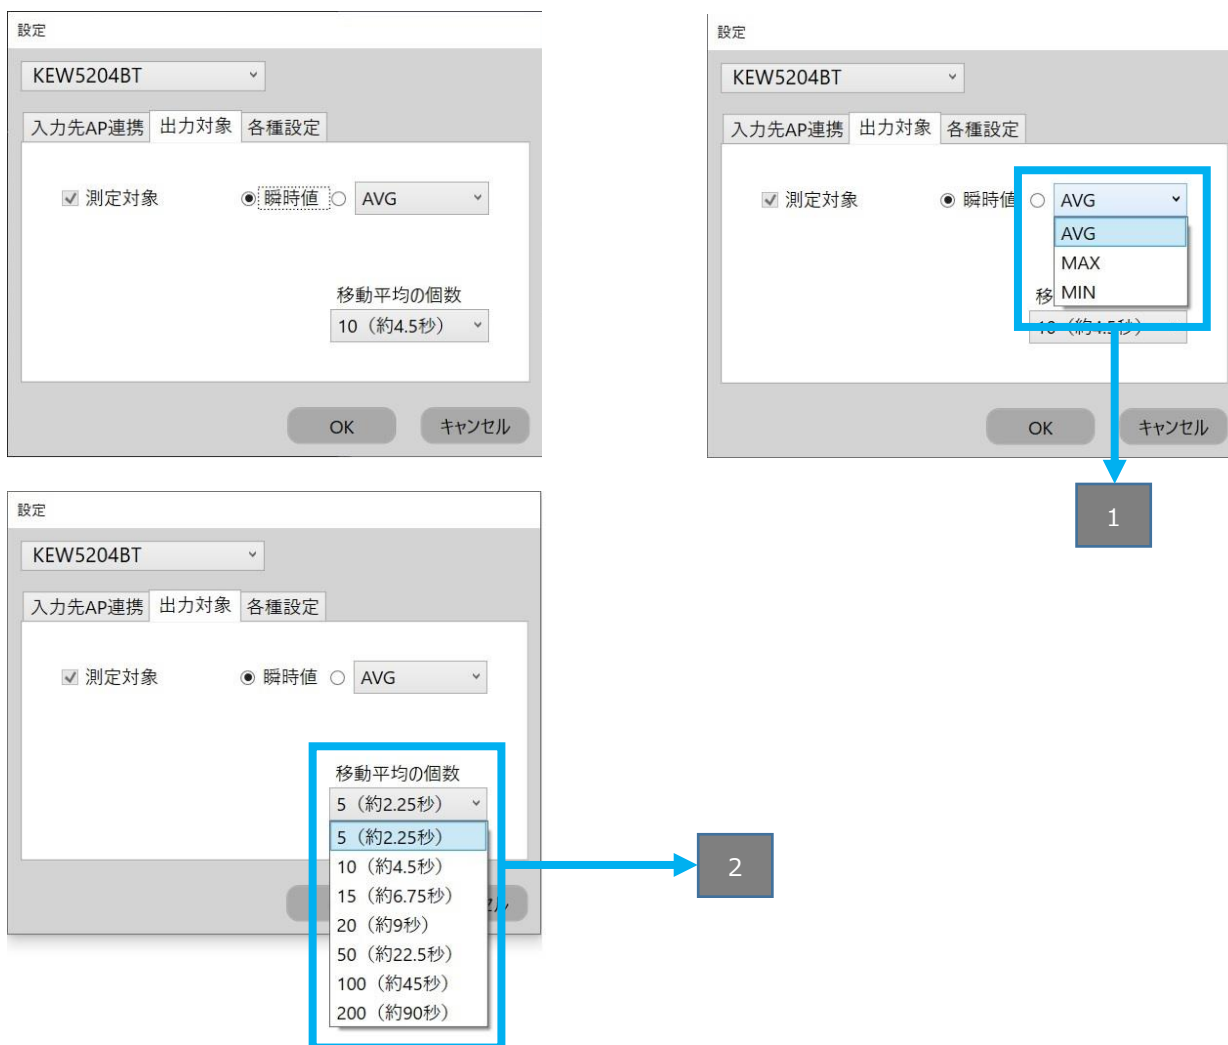 設定
KEW5204BT
入力先AP連携 出力対象 各種設定
測定対象 瞬時値 AVG
移動平均の個数
10（約4.5秒）
OK キャンセル
設定
KEW5204BT
入力先AP連携 出力対象 各種設定
測定対象 瞬時値 AVG
AVG
MAX
移 MIN
10（約4.5秒）
OK キャンセル
1
設定
KEW5204BT
入力先AP連携 出力対象 各種設定
測定対象 瞬時値 AVG
移動平均の個数
5（約2.25秒）
5（約2.25秒）
10（約4.5秒）
15（約6.75秒）
20（約9秒）
50（約22.5秒）
100（約45秒）
200（約90秒）
2